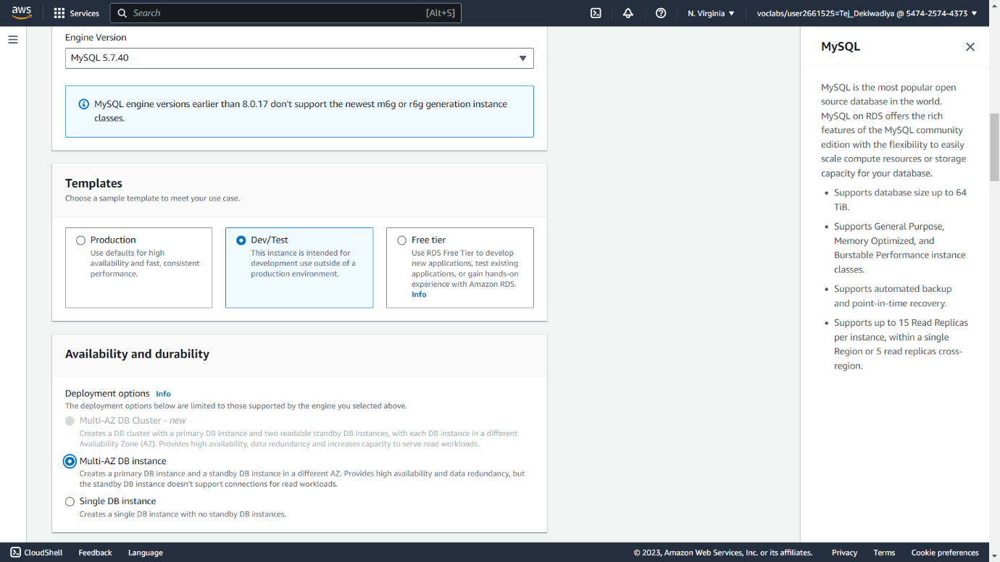 aws
Services
Search
[Alt+S]
N. Virginia
voclabs/user2661525=Tej_Dekiwadiya @ 5474-2574-4373
Engine Version
MySQL 5.7.40
MySQL engine versions earlier than 8.0.17 don't support the newest m6g or r6g generation instance
classes.
Templates
Choose a sample template to meet your use case.
Production
Use defaults for high
availability and fast, consistent
performance.
Dev/Test
This instance is intended for
development use outside of a
production environment.
Free tier
Use RDS Free Tier to develop
new applications, test existing
applications, or gain hands-on
experience with Amazon RDS.
Info
Availability and durability
Deployment options Info
The deployment options below are limited to those supported by the engine you selected above.
Multi-AZ DB Cluster - new
Creates a DB cluster with a primary DB instance and two readable standby DB instances, with each DB instance in a different
Availability Zone (AZ). Provides high availability, data redundancy and increases capacity to serve read workloads.
Multi-AZ DB instance
Creates a primary DB instance and a standby DB instance in a different AZ. Provides high availability and data redundancy, but
the standby DB instance doesn't support connections for read workloads.
Single DB instance
Creates a single DB instance with no standby DB instances.
MySQL
MySQL is the most popular open
source database in the world.
MySQL on RDS offers the rich
features of the MySQL community
edition with the flexibility to easily
scale compute resources or storage
capacity for your database.
• Supports database size up to 64
TiB.
• Supports General Purpose,
Memory Optimized, and
Burstable Performance instance
classes.
• Supports automated backup
and point-in-time recovery.
• Supports up to 15 Read Replicas
per instance, within a single
Region or 5 read replicas cross-
region.
CloudShell
Feedback
Language
© 2023, Amazon Web Services, Inc. or its affiliates.
Privacy
Terms
Cookie preferences